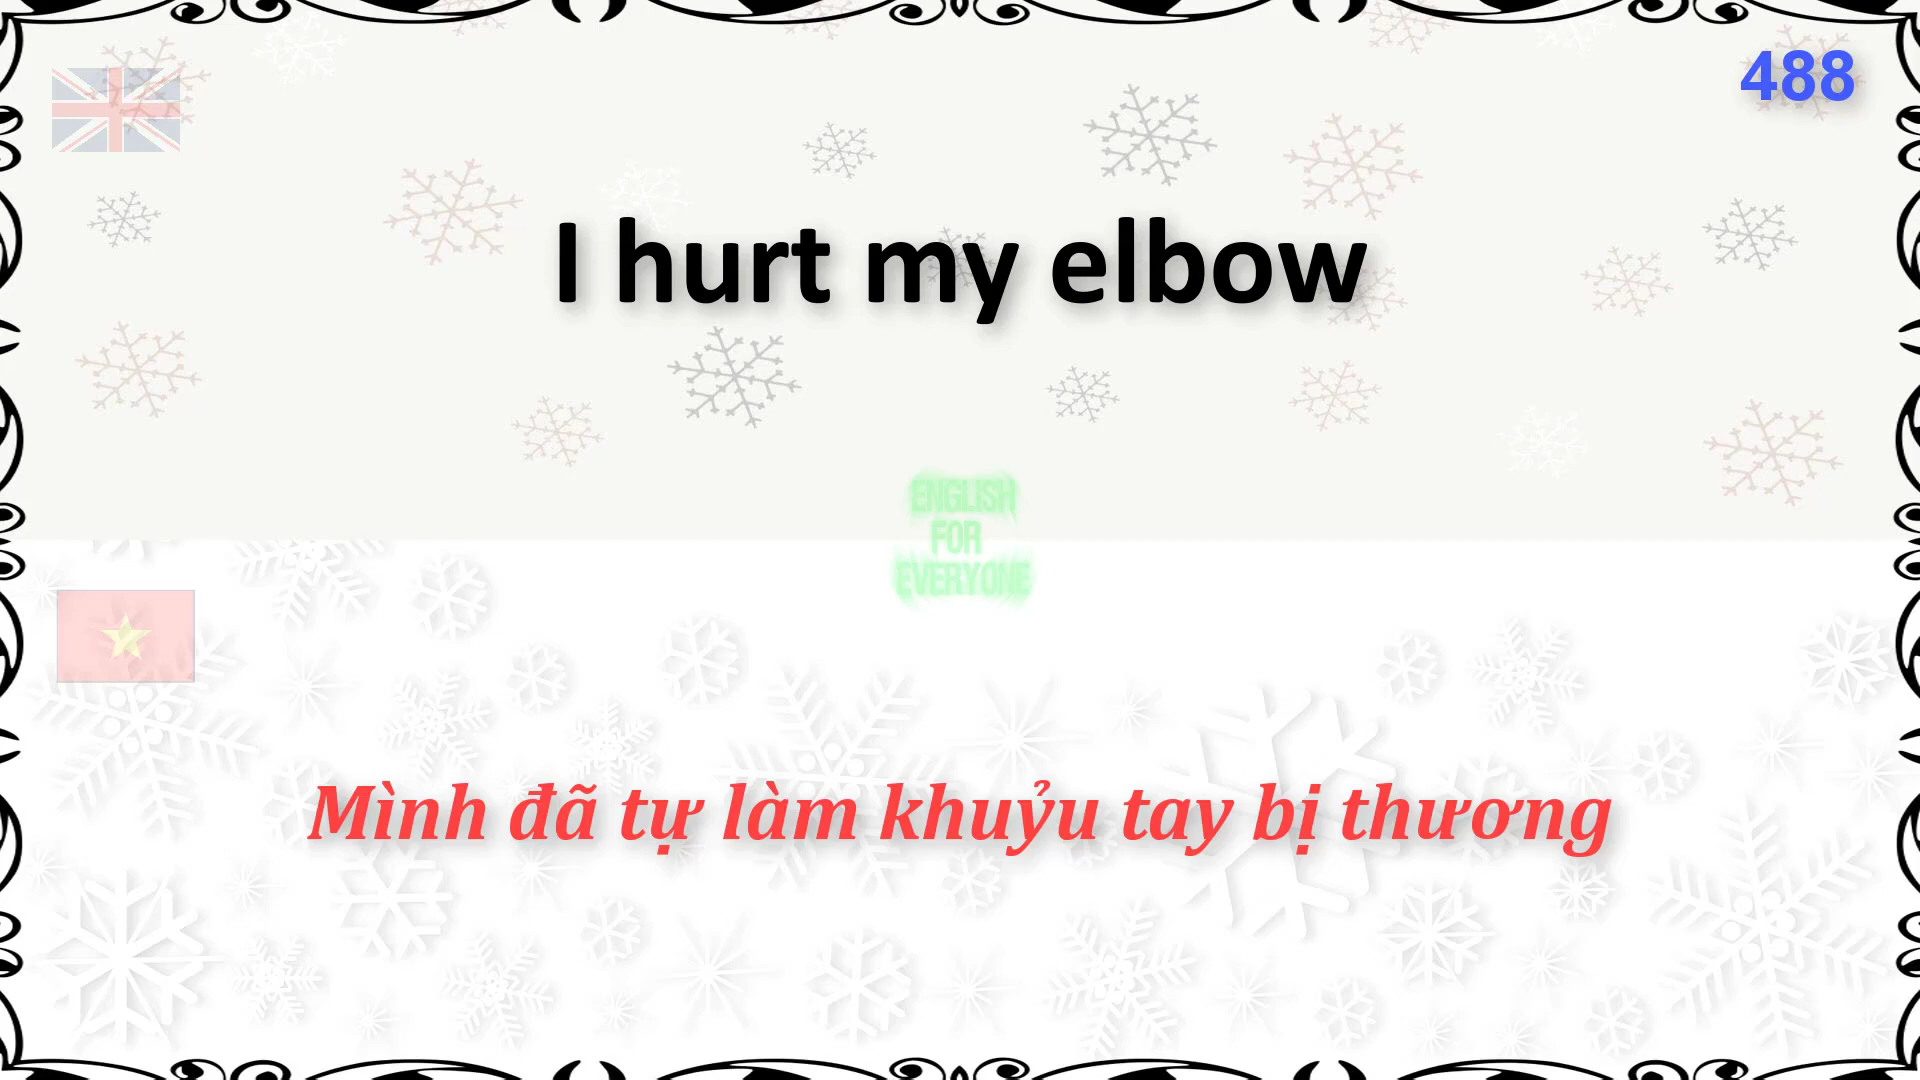 488
I hurt my elbow
ENGLISH
FOR
EVERYONE
Mình đã tự làm khuỷu tay bị thương